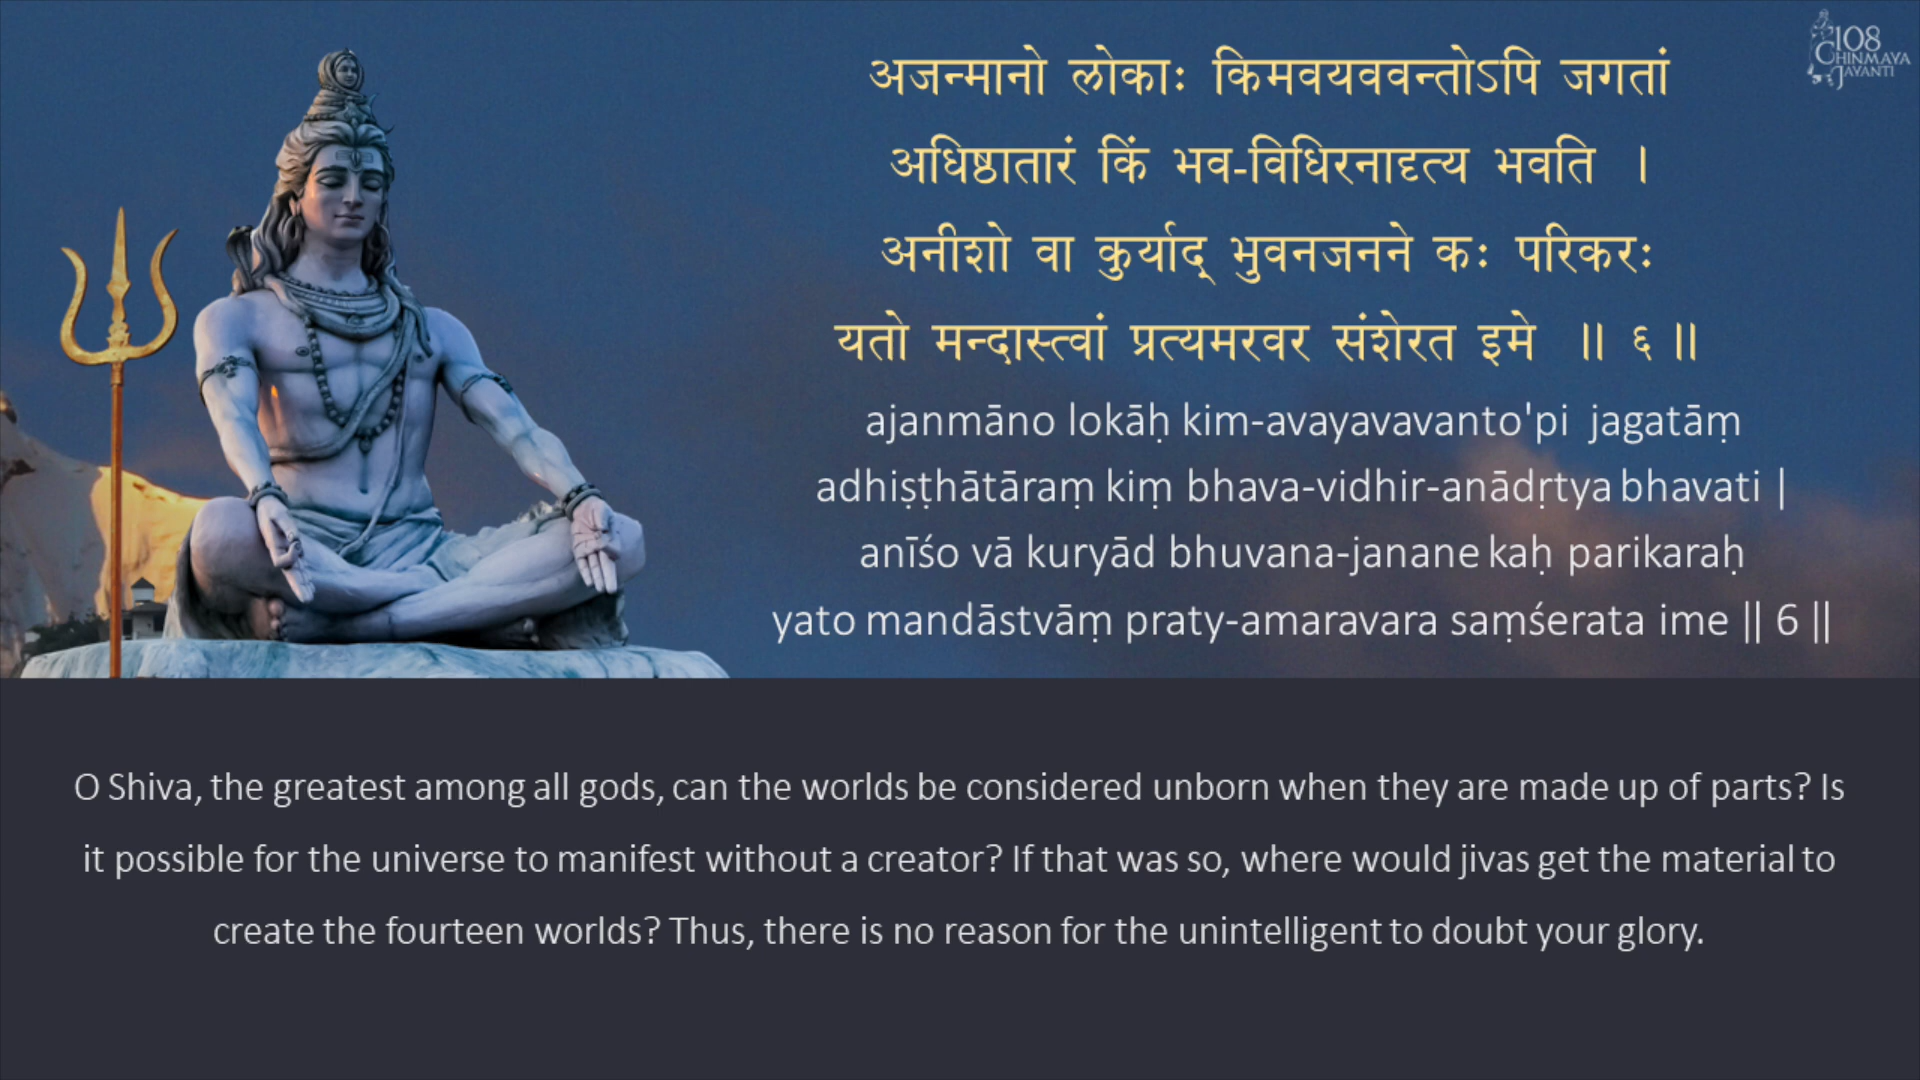 108
CHINMAYA
JAYANTI
अजन्मानो लोकाः किमवयववन्तोऽपि जगतां
अधिष्ठातारं किं भव-विधिरनादृत्य भवति ।
अनीशो वा कुर्याद् भुवनजनने कः परिकरः
यतो मन्दास्त्वां प्रत्यमरवर संशेरत इमे ॥ ६ ॥
ajanmāno lokāḥ kim-avayavavanto'pi jagatāṃ
adhiṣṭhātāraṃ kiṃ bhava-vidhir-anādṛtya bhavati |
anīśo vā kuryād bhuvana-janane kaḥ parikaraḥ
yato mandāstvāṃ praty-amaravara saṃśerata ime || 6 ||
O Shiva, the greatest among all gods, can the worlds be considered unborn when they are made up of parts? Is
it possible for the universe to manifest without a creator? If that was so, where would jivas get the material to
create the fourteen worlds? Thus, there is no reason for the unintelligent to doubt your glory.